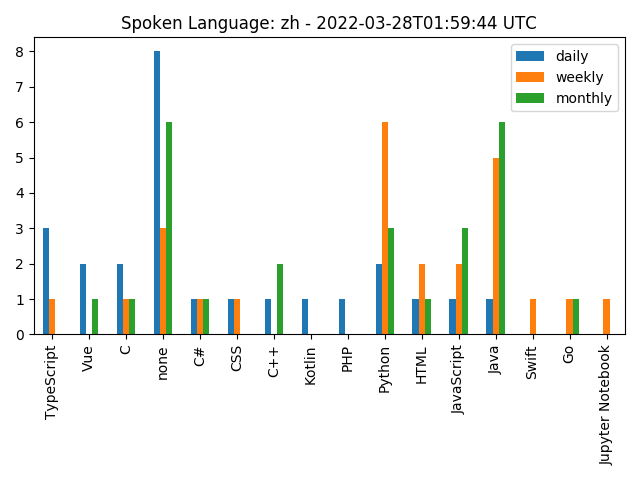 Spoken Language: zh - 2022-03-28T01:59:44 UTC
daily
weekly
monthly
8
7
6
5
4
3
2
1
0
TypeScript
Vue
C
none
C#
CSS
C++
Kotlin
PHP
Python
HTML
JavaScript
Java
Swift
Go
Jupyter Notebook